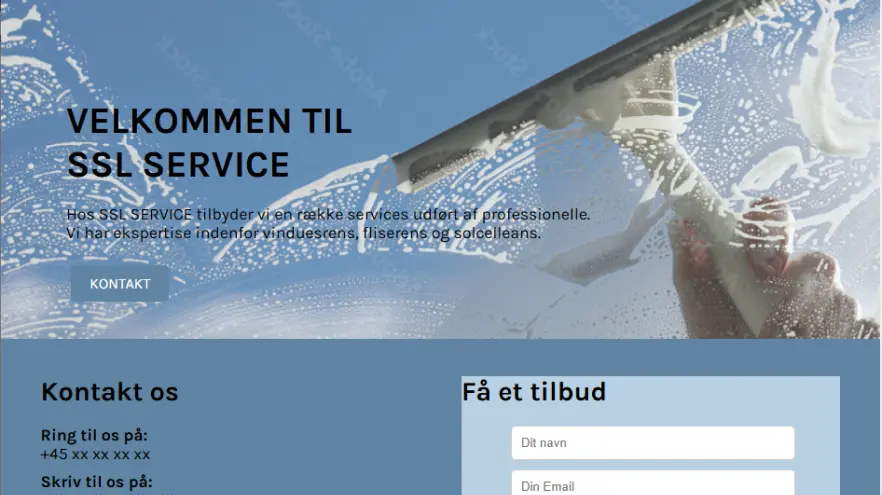 Adobe Stock
VELKOMMEN TIL
SSL SERVICE
Hos SSL SERVICE tilbyder vi en række services udført af professionelle.
Vi har ekspertise indenfor vinduesrens, fliserens og solcelleans.
KONTAKT
Kontakt os
Ring til os på:
+45 xx xx xx xx
Skriv til os på:
Få et tilbud
Dit navn
Din Email